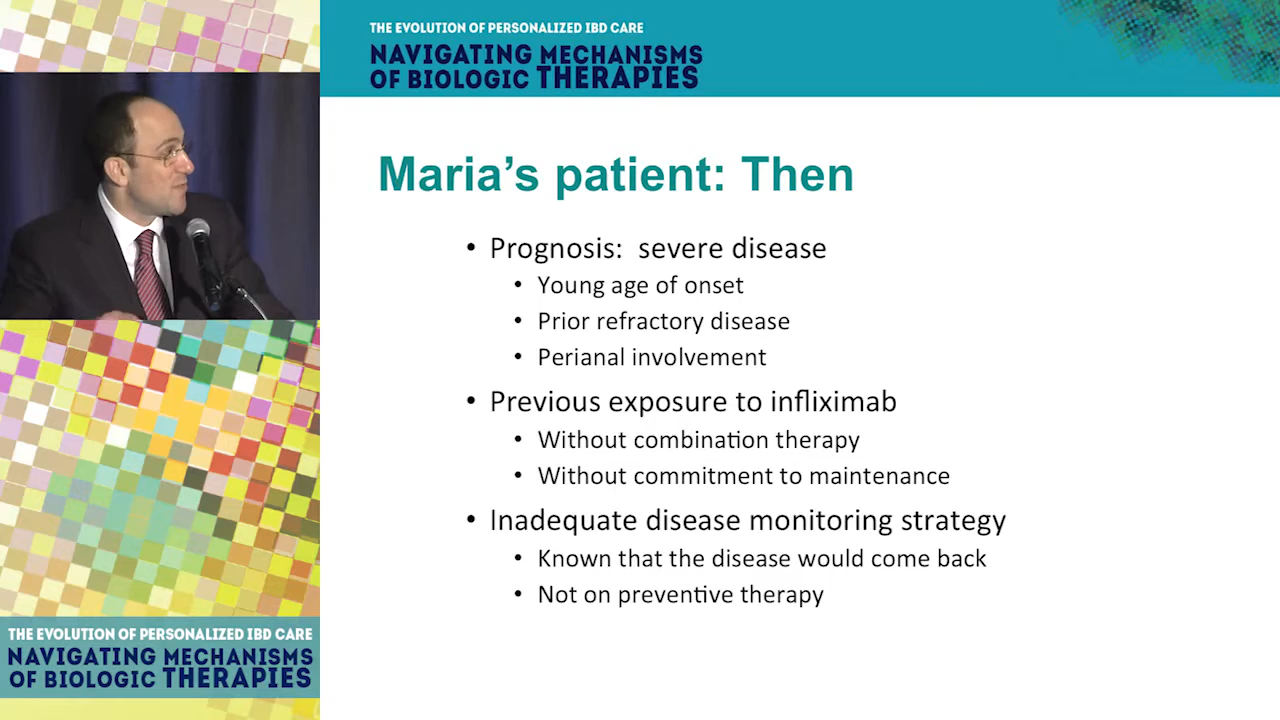 THE EVOLUTION OF PERSONALIZED IBD CARE
NAVIGATING MECHANISMS
OF BIOLOGIC THERAPIES
Maria’s patient: Then
• Prognosis: severe disease
• Young age of onset
• Prior refractory disease
• Perianal involvement
• Previous exposure to infliximab
• Without combination therapy
• Without commitment to maintenance
• Inadequate disease monitoring strategy
• Known that the disease would come back
• Not on preventive therapy
THE EVOLUTION OF PERSONALIZED IBD CARE
NAVIGATING MECHANISMS
OF BIOLOGIC THERAPIES